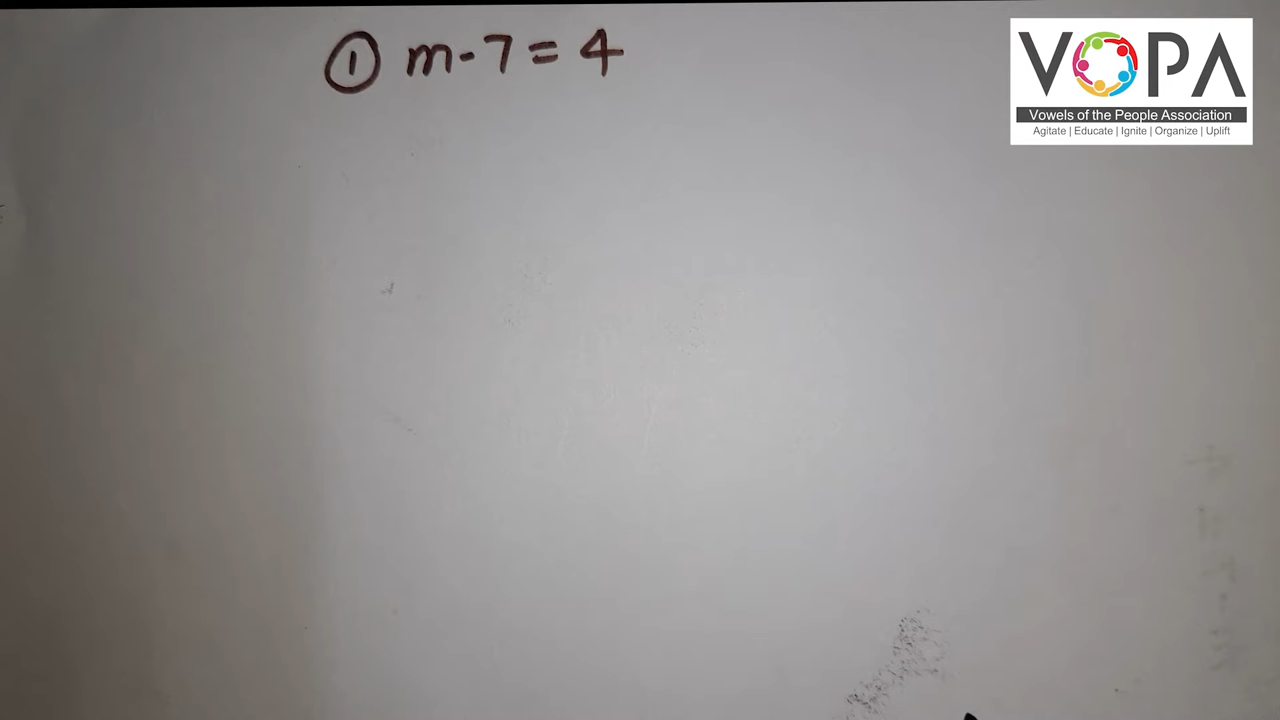 ① m-7=4
VOPA
Vowels of the People Association
Agitate | Educate | Ignite | Organize | Uplift